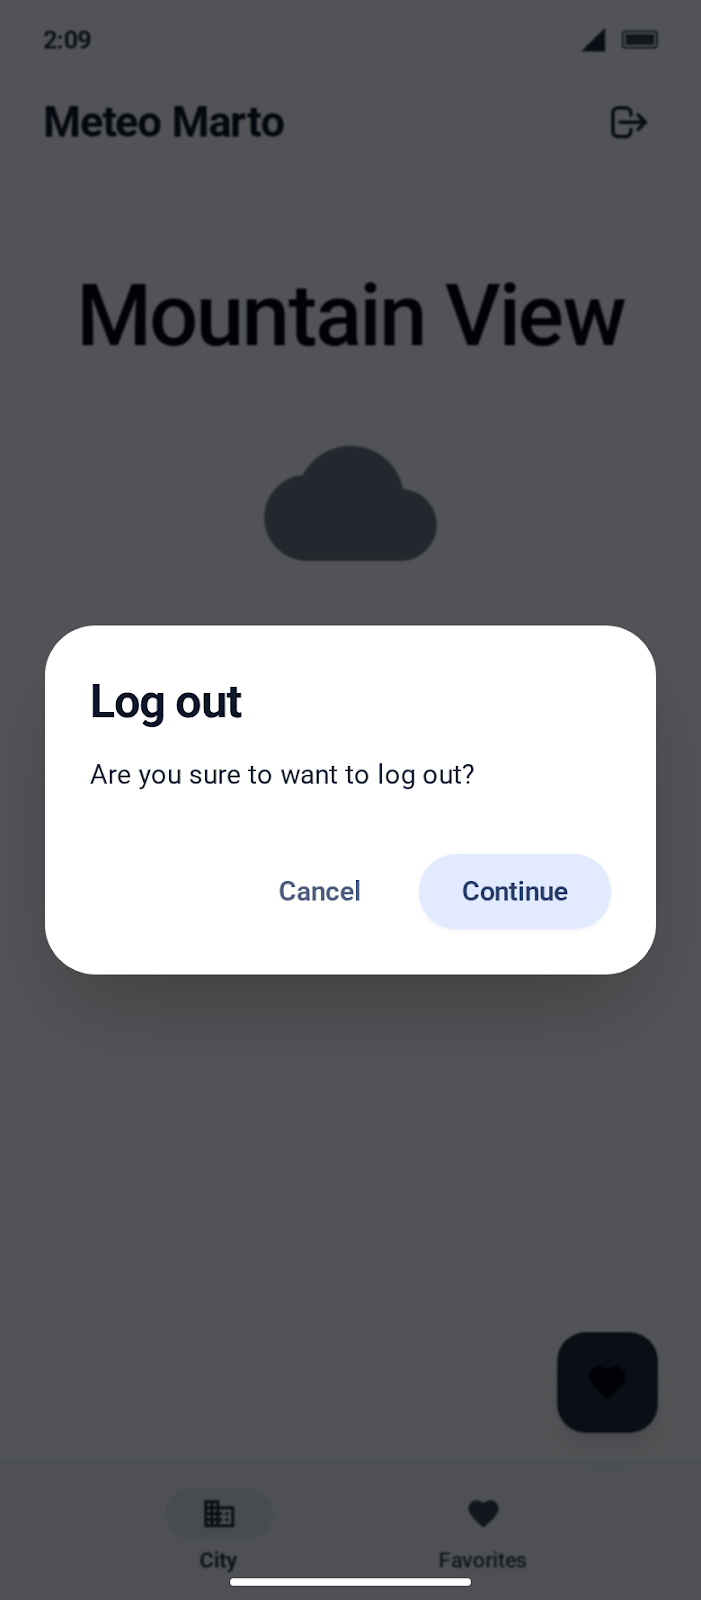 2:09
Meteo Marto
Mountain View
Log out
Are you sure to want to log out?
Cancel
Continue
City
Favorites